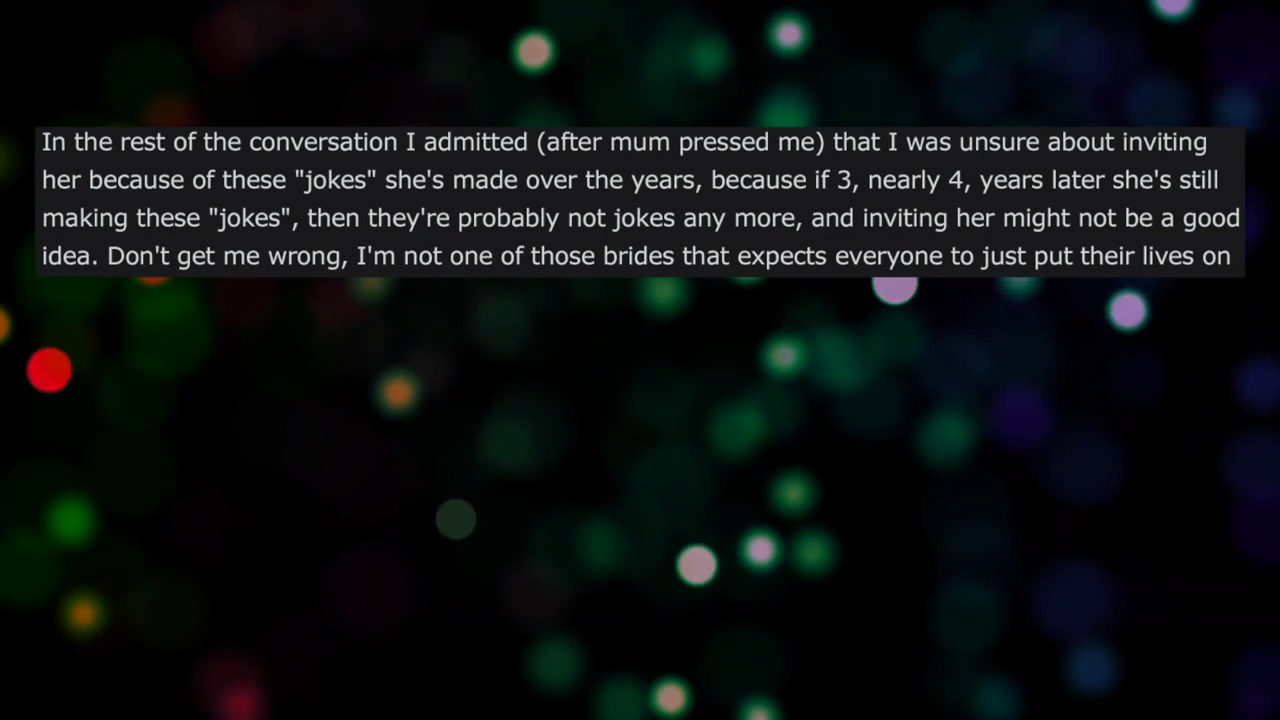 In the rest of the conversation I admitted (after mum pressed me) that I was unsure about inviting
her because of these "jokes" she's made over the years, because if 3, nearly 4, years later she's still
making these "jokes", then they're probably not jokes any more, and inviting her might not be a good
idea. Don't get me wrong, I'm not one of those brides that expects everyone to just put their lives on